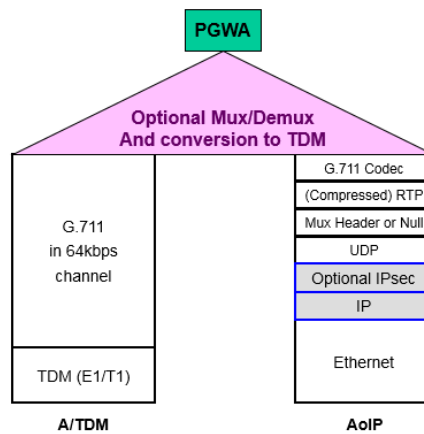 PGWA
Optional Mux/Demux
And conversion to TDM
G.711
in 64kbps
channel
TDM (E1/T1)
A/TDM
G.711 Codec
(Compressed) RTP
Mux Header or Null
UDP
Optional IPsec
IP
Ethernet
AoIP